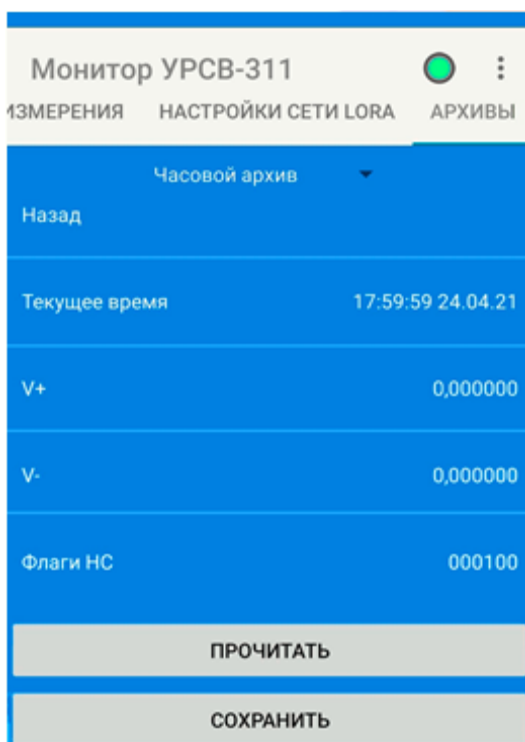 Монитор УРСВ-311
ИЗМЕРЕНИЯ НАСТРОЙКИ СЕТИ LORA АРХИВЫ
Часовой архив
Назад
Текущее время 17:59:59 24.04.21
V+ 0,000000
V- 0,000000
Флаги НС 000100
ПРОЧИТАТЬ
СОХРАНИТЬ